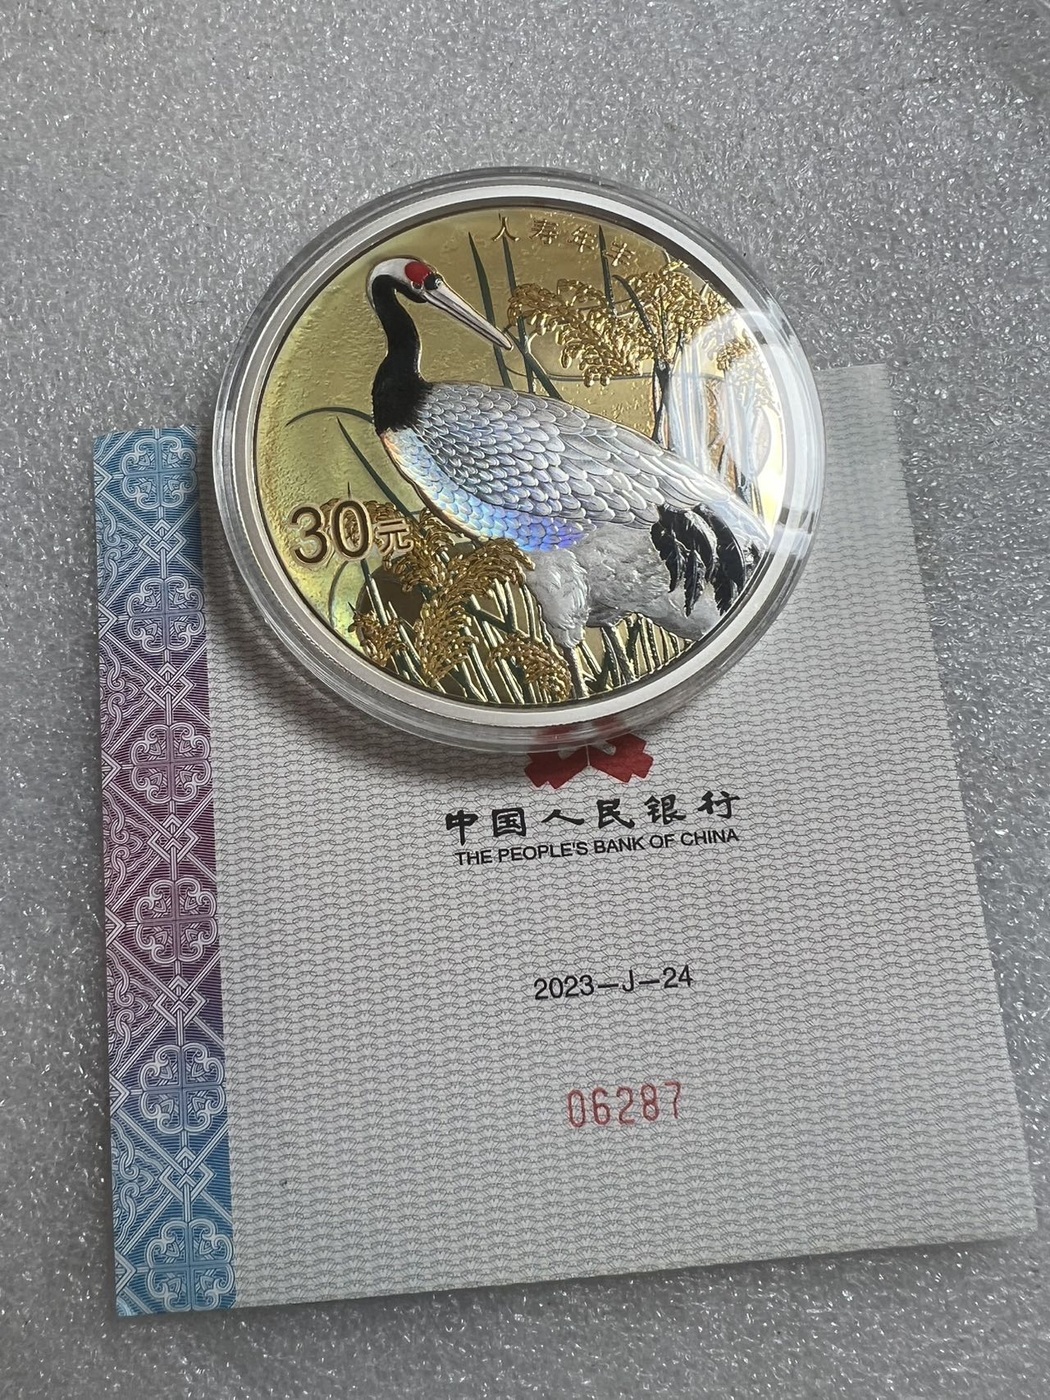 人寿年丰
30元
中国人民银行
THE PEOPLE'S BANK OF CHINA
2023—J—24
06287